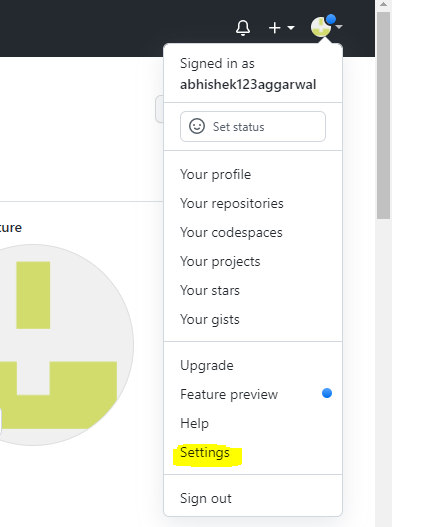 Signed in as
abhishek123aggarwal
Set status
Your profile
Your repositories
ture
Your codespaces
Your projects
Your stars
Your gists
Upgrade
Feature preview
Help
Settings
Sign out